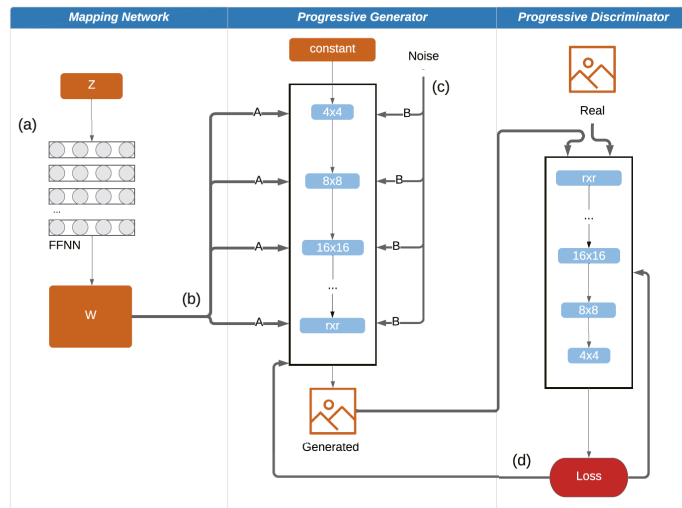 Mapping Network
Progressive Generator
Progressive Discriminator
Z
(a)
...
FFNN
W
(b)
constant
Noise
(c)
4x4
A
B
8x8
A
B
16x16
A
B
...
rxr
A
B
Generated
Real
rxr
...
16x16
8x8
4x4
(d)
Loss